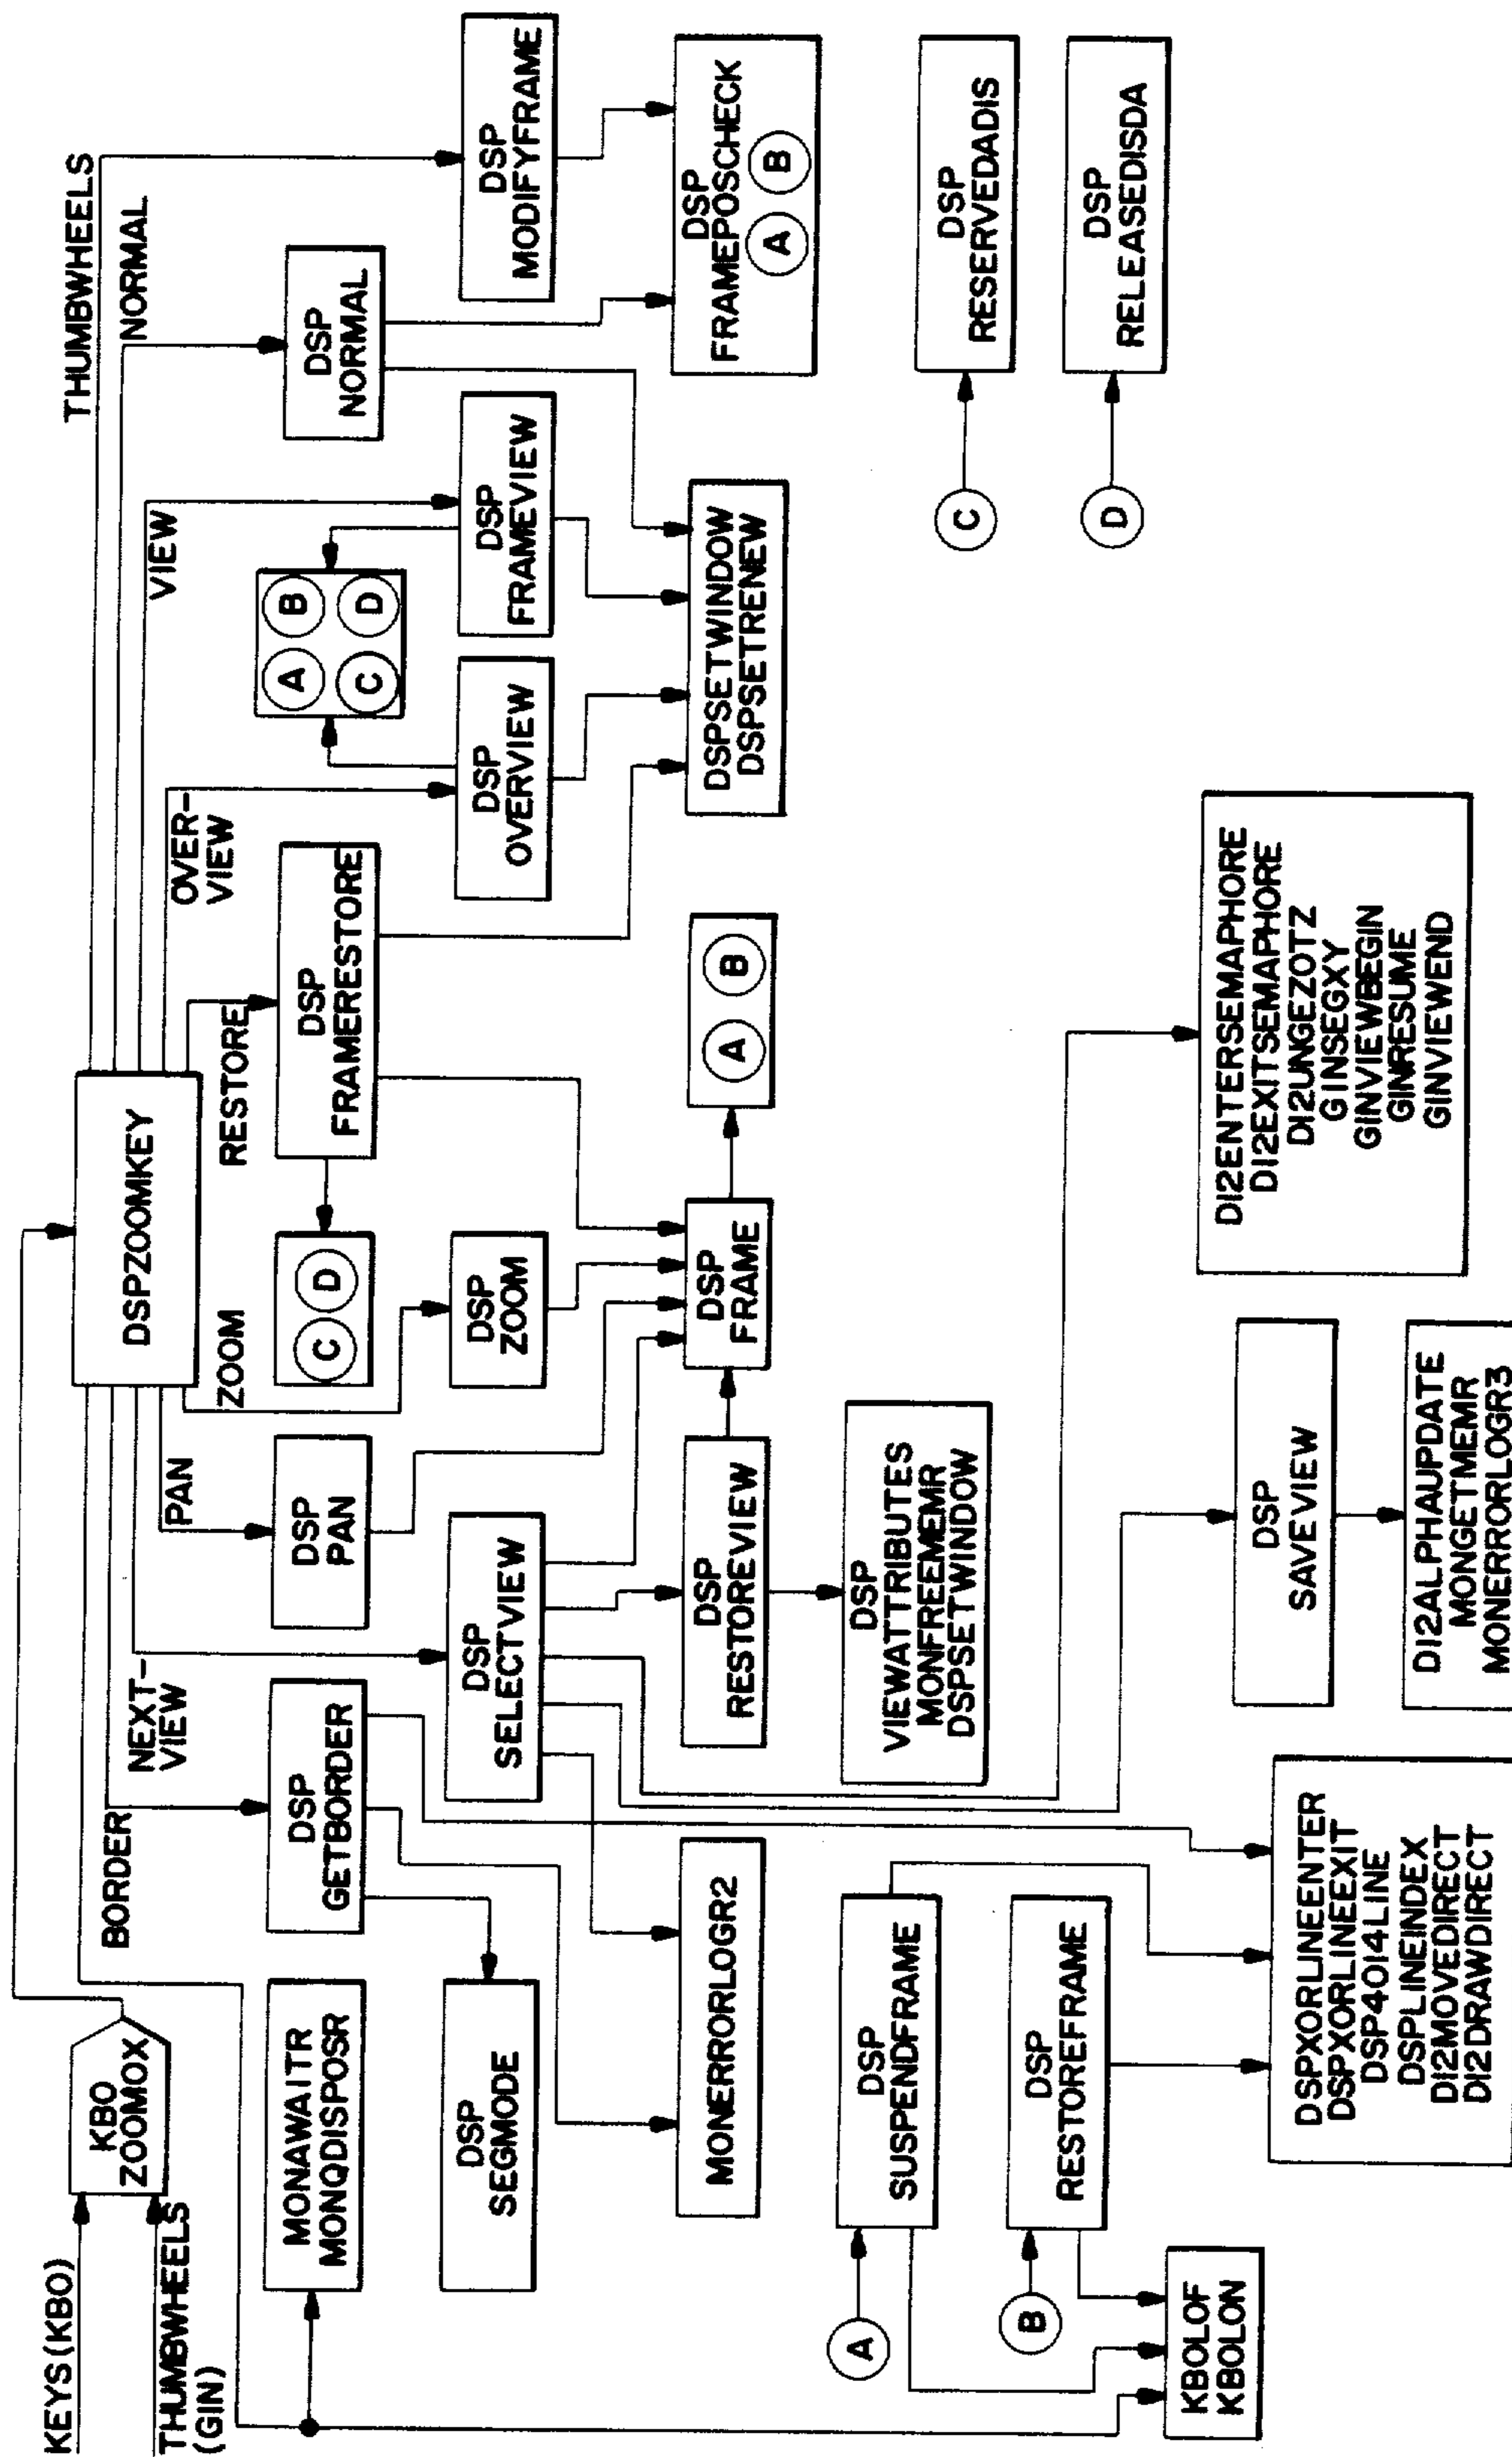 KEYS(KBO)
THUMBWHEELS
(GIN)
KBO
ZOOMOX
DSPZOOMKEY
BORDER
NEXT-
VIEW
PAN
ZOOM
RESTORE
OVER-
VIEW
VIEW
NORMAL
THUMBWHEELS
MONAWAITR
MONQDISPOSR
DSP
GETBORDER
DSP
PAN
C
D
DSP
FRAMERESTORE
A
B
C
D
DSP
NORMAL
DSP
SEGMODE
DSP
SELECTVIEW
DSP
ZOOM
DSP
OVERVIEW
DSP
FRAMEVIEW
DSP
MODIFYFRAME
MONERRORLOGR2
DSP
RESTOREVIEW
DSP
FRAME
A
B
DSPSETWINDOW
DSPSETRENEW
DSP
FRAMEPOSCHECK
A
B
A
DSP
SUSPENDFRAME
DSP
VIEWATTRIBUTES
MONFREEMEMR
DSPSETWINDOW
C
DSP
RESERVEDADIS
B
DSP
RESTOREFRAME
D
DSP
RELEASEDISDA
KBOLOF
KBOLON
DSPXORLINEENTER
DSPXORLINEEXIT
DSP4014LINE
DSPLINEINDEX
DI2MOVEDIRECT
DI2DRAWDIRECT
DSP
SAVEVIEW
DI2ALPHAUPDATE
MONGETMEMR
MONERRORLOGR3
DI2ENTERSEMAPHORE
DI2EXITSEMAPHORE
DI2UNGEZOTZ
GINSEGXY
GINVIEWBEGIN
GINRESUME
GINVIEWEND